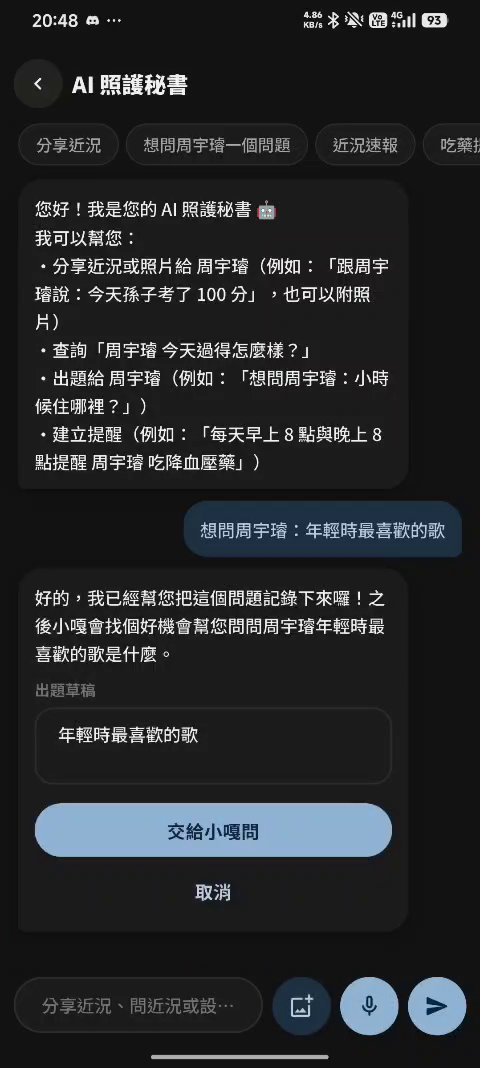 20:48 ···
4.86 KB/s Vo LTE 4G 93
AI 照護秘書
分享近況 想問周宇璿一個問題 近況速報 吃藥
您好！我是您的 AI 照護秘書 🤖
我可以幫您：
・分享近況或照片給 周宇璿（例如：「跟周宇
璿說：今天孫子考了 100 分」，也可以附照
片）
・查詢「周宇璿 今天過得怎麼樣？」
・出題給 周宇璿（例如：「想問周宇璿：小時
候住哪裡？」）
・建立提醒（例如：「每天早上 8 點與晚上 8
點提醒 周宇璿 吃降血壓藥」）
想問周宇璿：年輕時最喜歡的歌
好的，我已經幫您把這個問題記錄下來囉！之
後小嘎會找個好機會幫您問問周宇璿年輕時最
喜歡的歌是什麼。
出題草稿
年輕時最喜歡的歌
交給小嘎問
取消
分享近況、問近況或設⋯